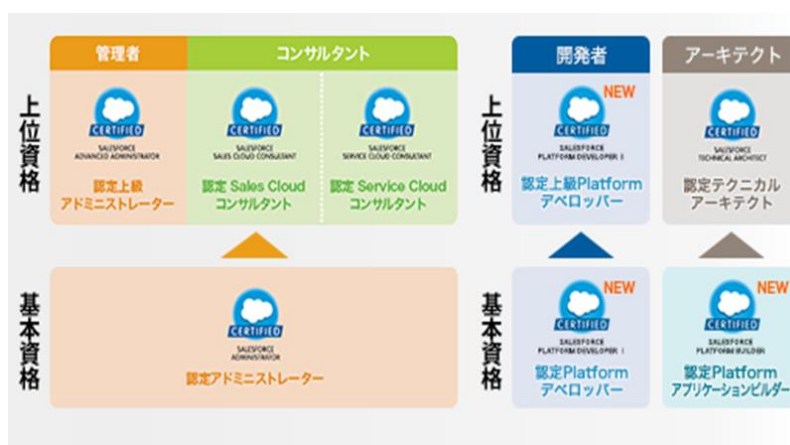 管理者
コンサルタント
開発者
アーキテクト
上位資格
CERTIFIED
SALESFORCE
ADVANCED ADMINISTRATOR
認定上級
アドミニストレーター
CERTIFIED
SALESFORCE
SALES CLOUD CONSULTANT
認定 Sales Cloud
コンサルタント
CERTIFIED
SALESFORCE
SERVICE CLOUD CONSULTANT
認定 Service Cloud
コンサルタント
上位資格
NEW
CERTIFIED
SALESFORCE
PLATFORM DEVELOPER II
認定上級Platform
デベロッパー
CERTIFIED
SALESFORCE
TECHNICAL ARCHITECT
認定テクニカル
アーキテクト
基本資格
CERTIFIED
SALESFORCE
ADMINISTRATOR
認定アドミニストレーター
基本資格
NEW
CERTIFIED
SALESFORCE
PLATFORM DEVELOPER I
認定Platform
デベロッパー
NEW
CERTIFIED
SALESFORCE
PLATFORM BUILDER
認定Platform
アプリケーションビルダー